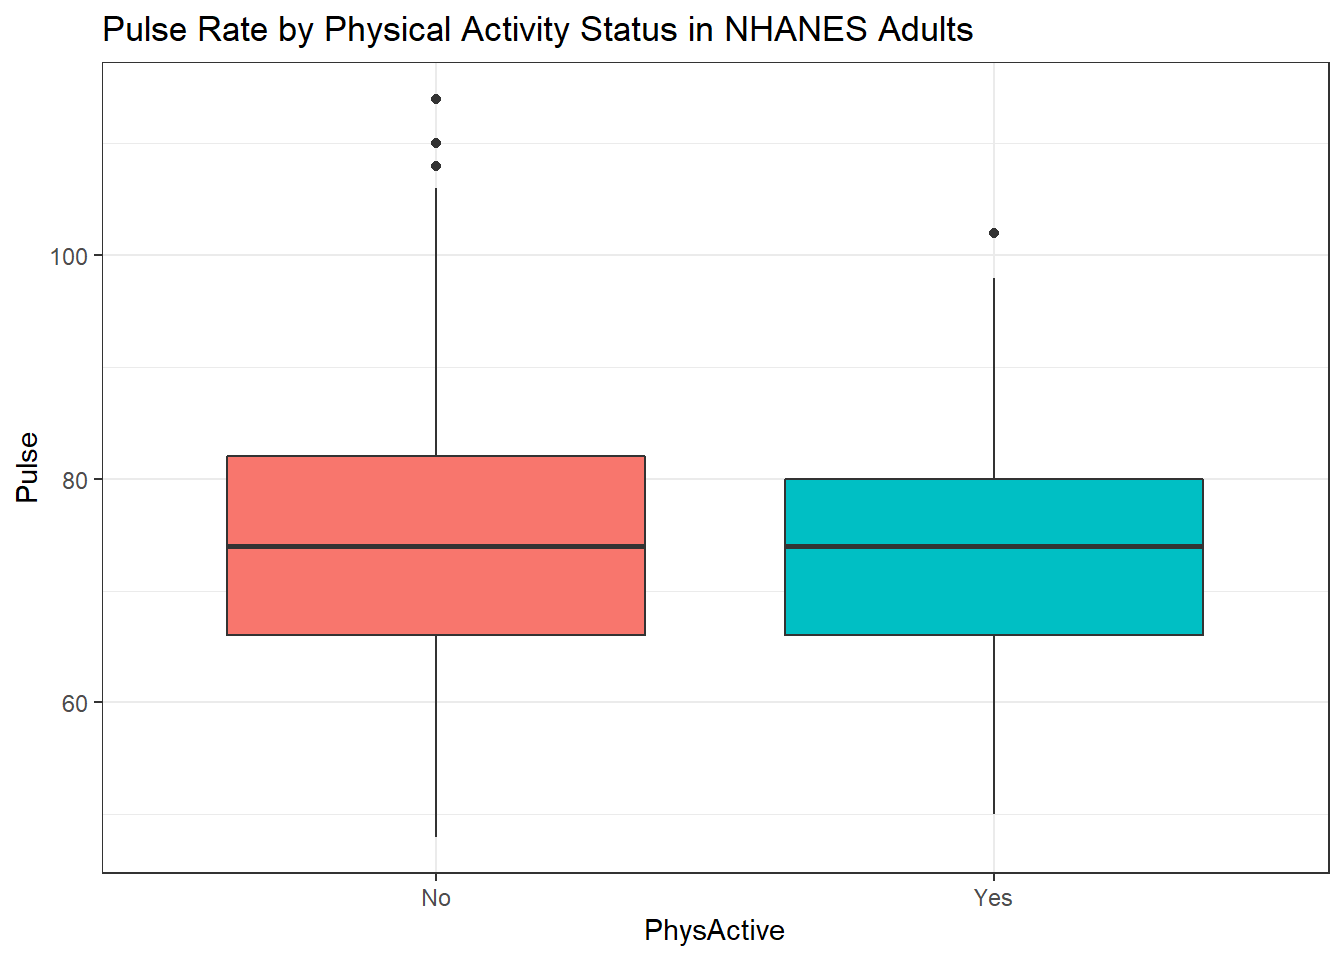 Pulse Rate by Physical Activity Status in NHANES Adults
Pulse
100
80
60
No Yes
PhysActive